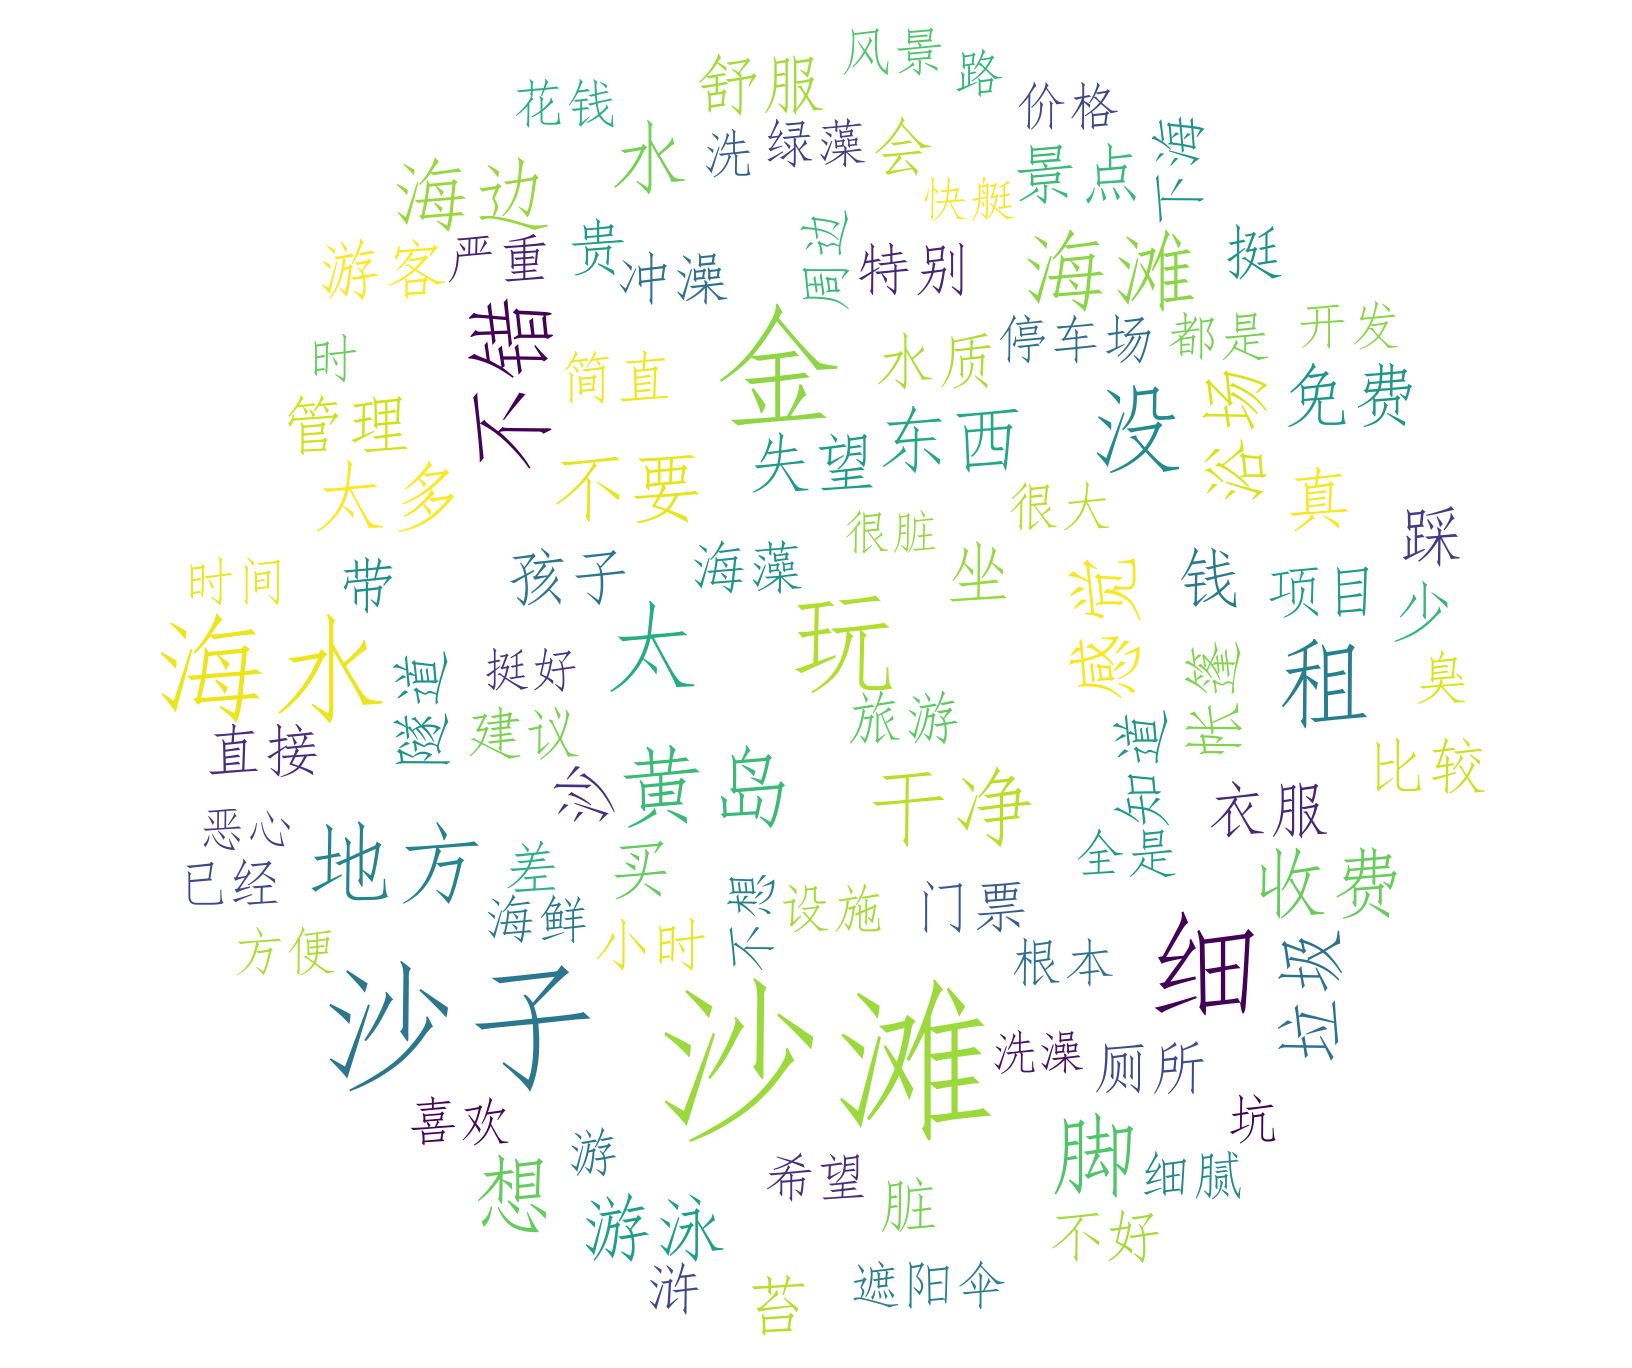 风景
路
舒服
花钱
价格
水
洗
绿藻
会
下海
海边
景点
快艇
游客
严重
贵
冲澡
周边
特别
海滩
挺
不错
时
简直
金
水质
停车场
都是
开发
管理
没
浴场
免费
太多
不要
失望
东西
很大
真
很脏
踩
时间
带
孩子
海藻
坐
感觉
钱
项目
少
海水
隧道
挺好
太
玩
帐篷
租
臭
直接
建议
旅游
知道
比较
沙
黄岛
干净
衣服
恶心
地方
全是
已经
差
买
不想
设施
门票
收费
海鲜
方便
小时
根本
细
垃圾
沙子
沙滩
洗澡
厕所
喜欢
坑
游
脚
想
希望
脏
细腻
游泳
不好
浒
苔
遮阳伞